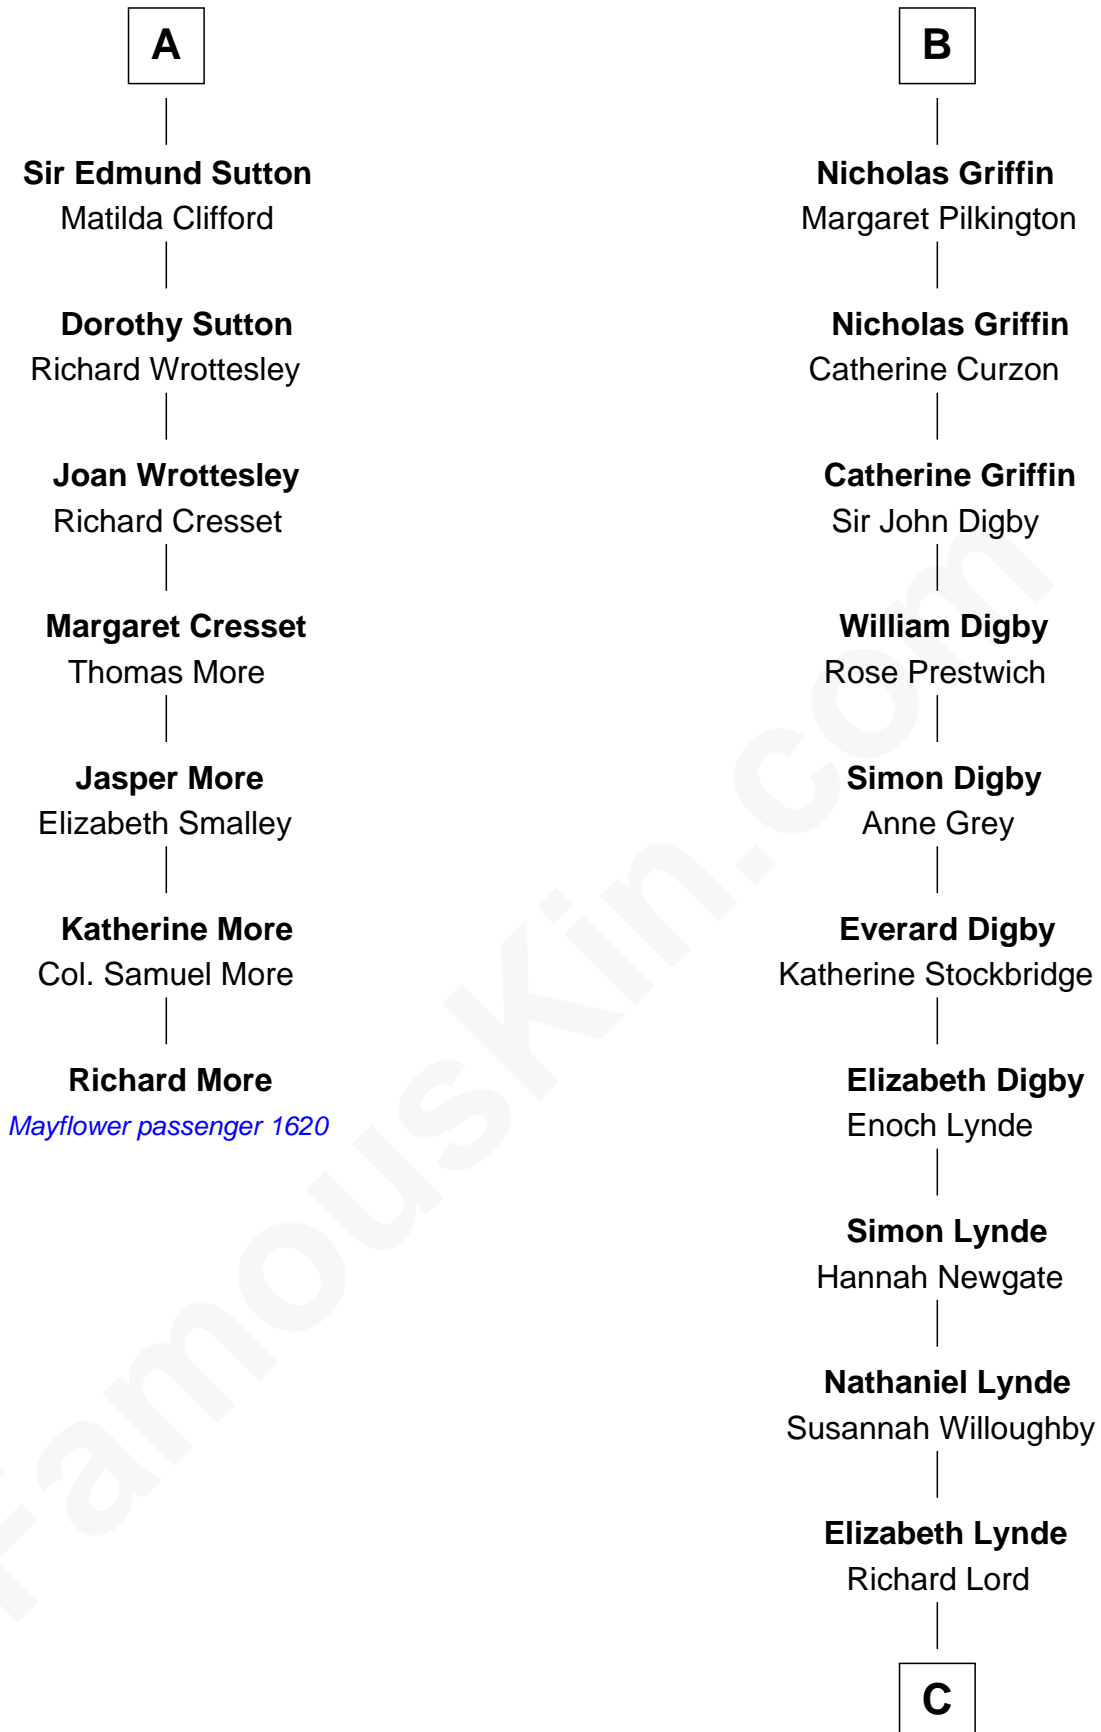 A
Sir Edmund Sutton
Matilda Clifford
Dorothy Sutton
Richard Wrottesley
Joan Wrottesley
Richard Cresset
Margaret Cresset
Thomas More
Jasper More
Elizabeth Smalley
Katherine More
Col. Samuel More
Richard More
Mayflower passenger 1620
B
Nicholas Griffin
Margaret Pilkington
Nicholas Griffin
Catherine Curzon
Catherine Griffin
Sir John Digby
William Digby
Rose Prestwich
Simon Digby
Anne Grey
Everard Digby
Katherine Stockbridge
Elizabeth Digby
Enoch Lynde
Simon Lynde
Hannah Newgate
Nathaniel Lynde
Susannah Willoughby
Elizabeth Lynde
Richard Lord
C
FamousKin.com